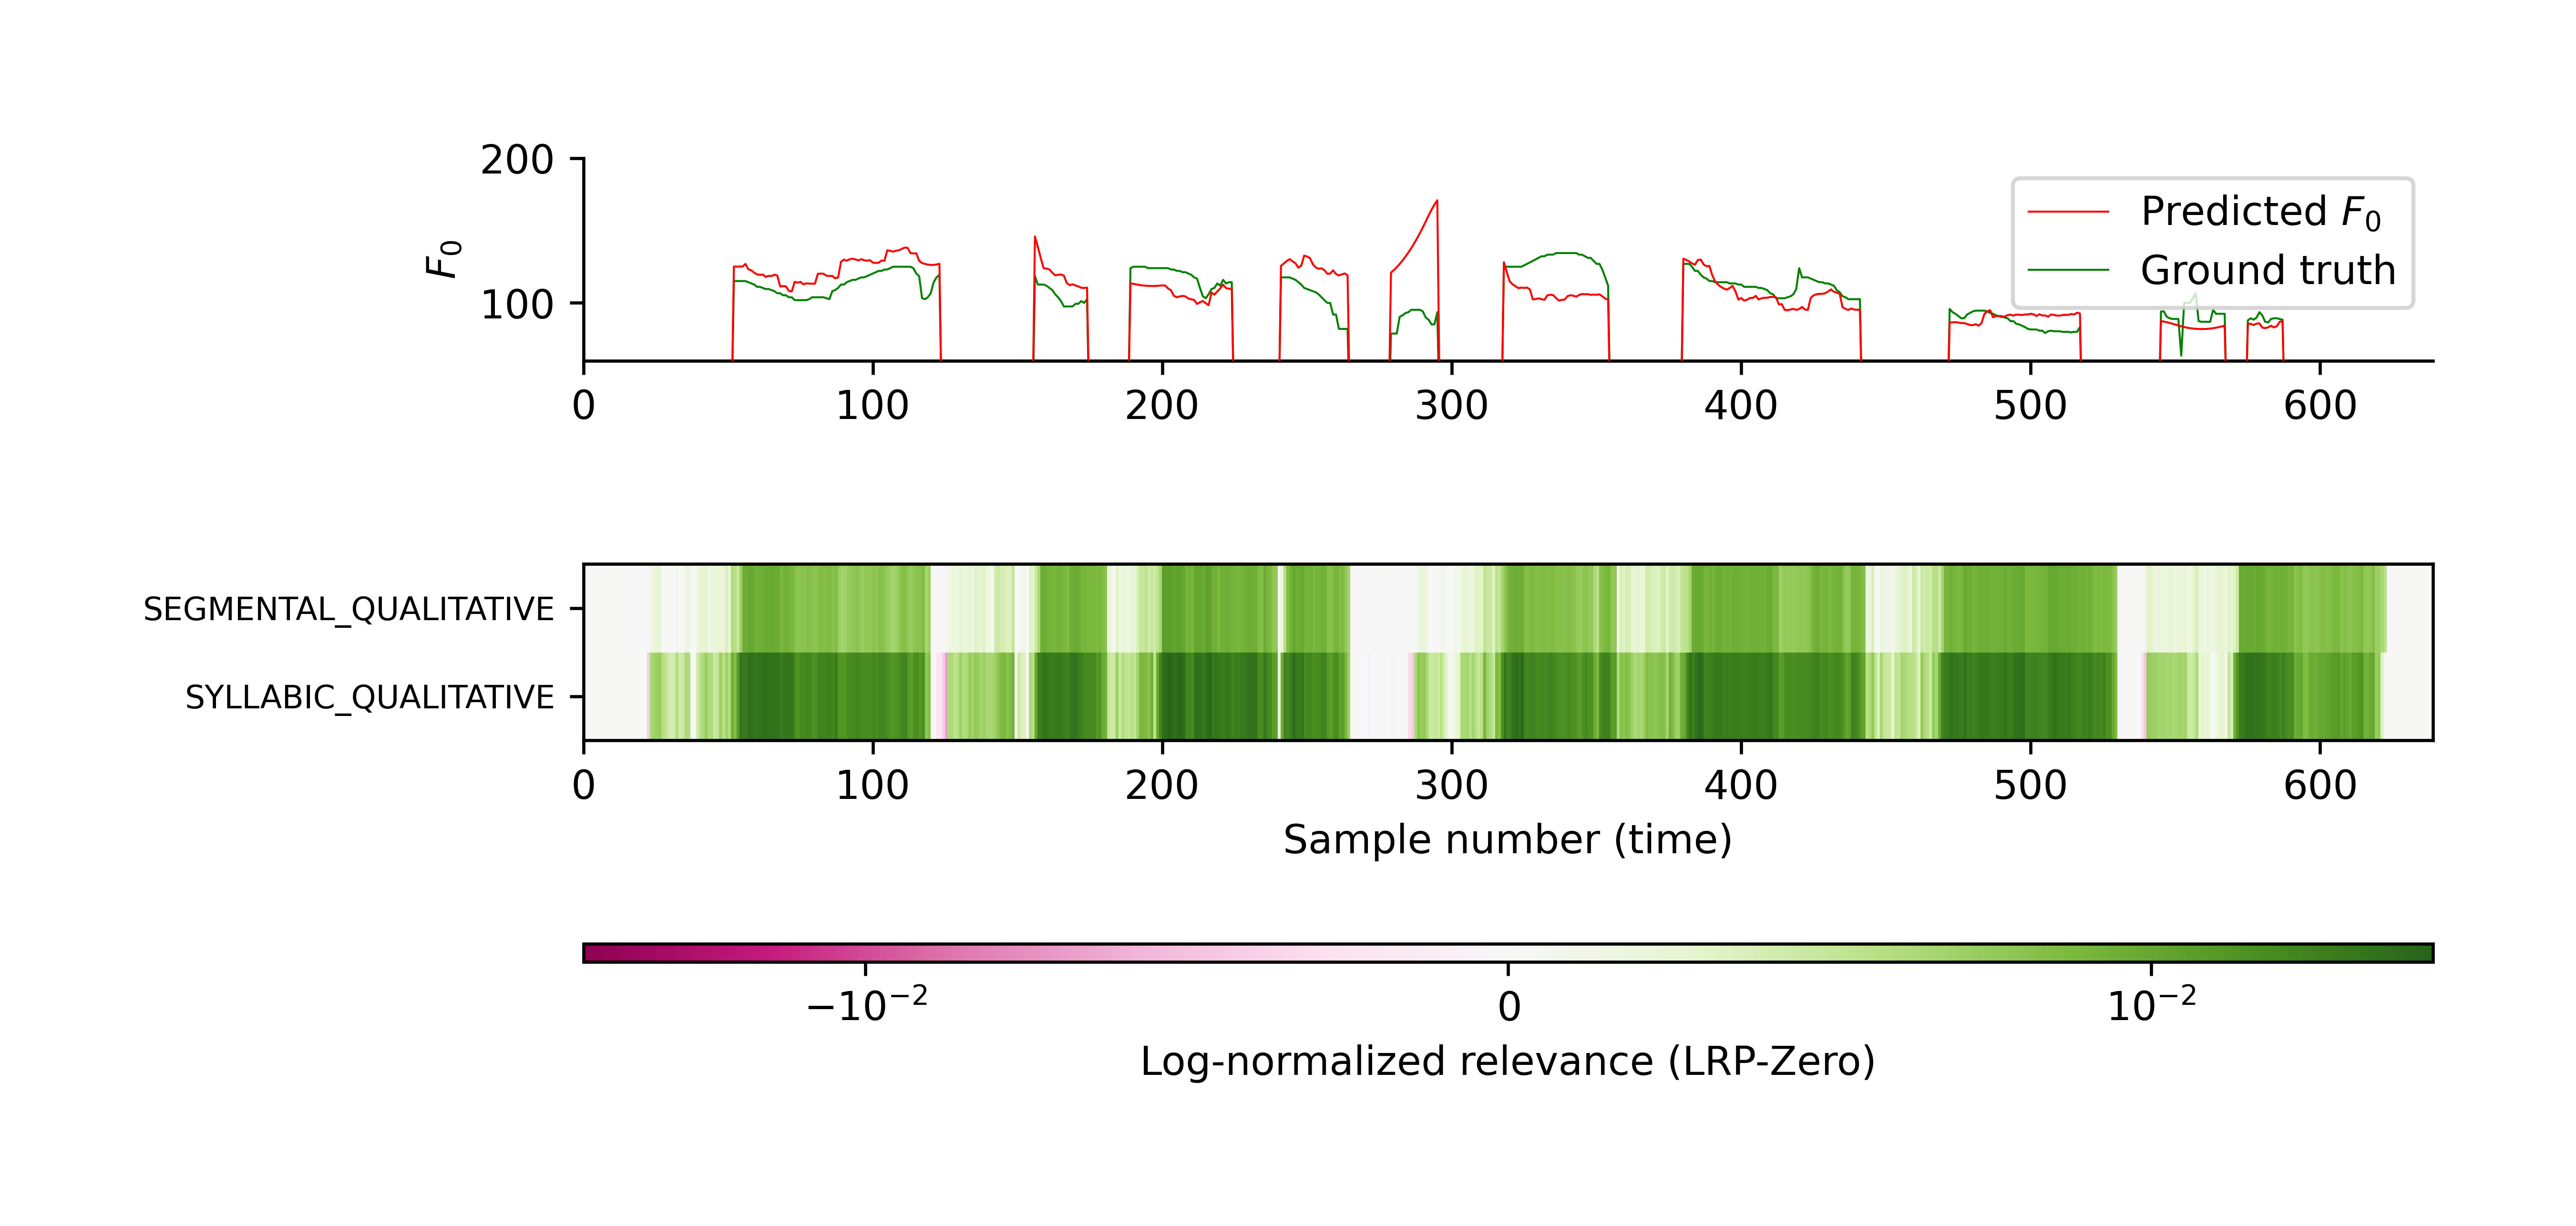 200
100
F₀
Predicted F₀
Ground truth
0 100 200 300 400 500 600
SEGMENTAL_QUALITATIVE
SYLLABIC_QUALITATIVE
0 100 200 300 400 500 600
Sample number (time)
−10⁻² 0 10⁻²
Log-normalized relevance (LRP-Zero)